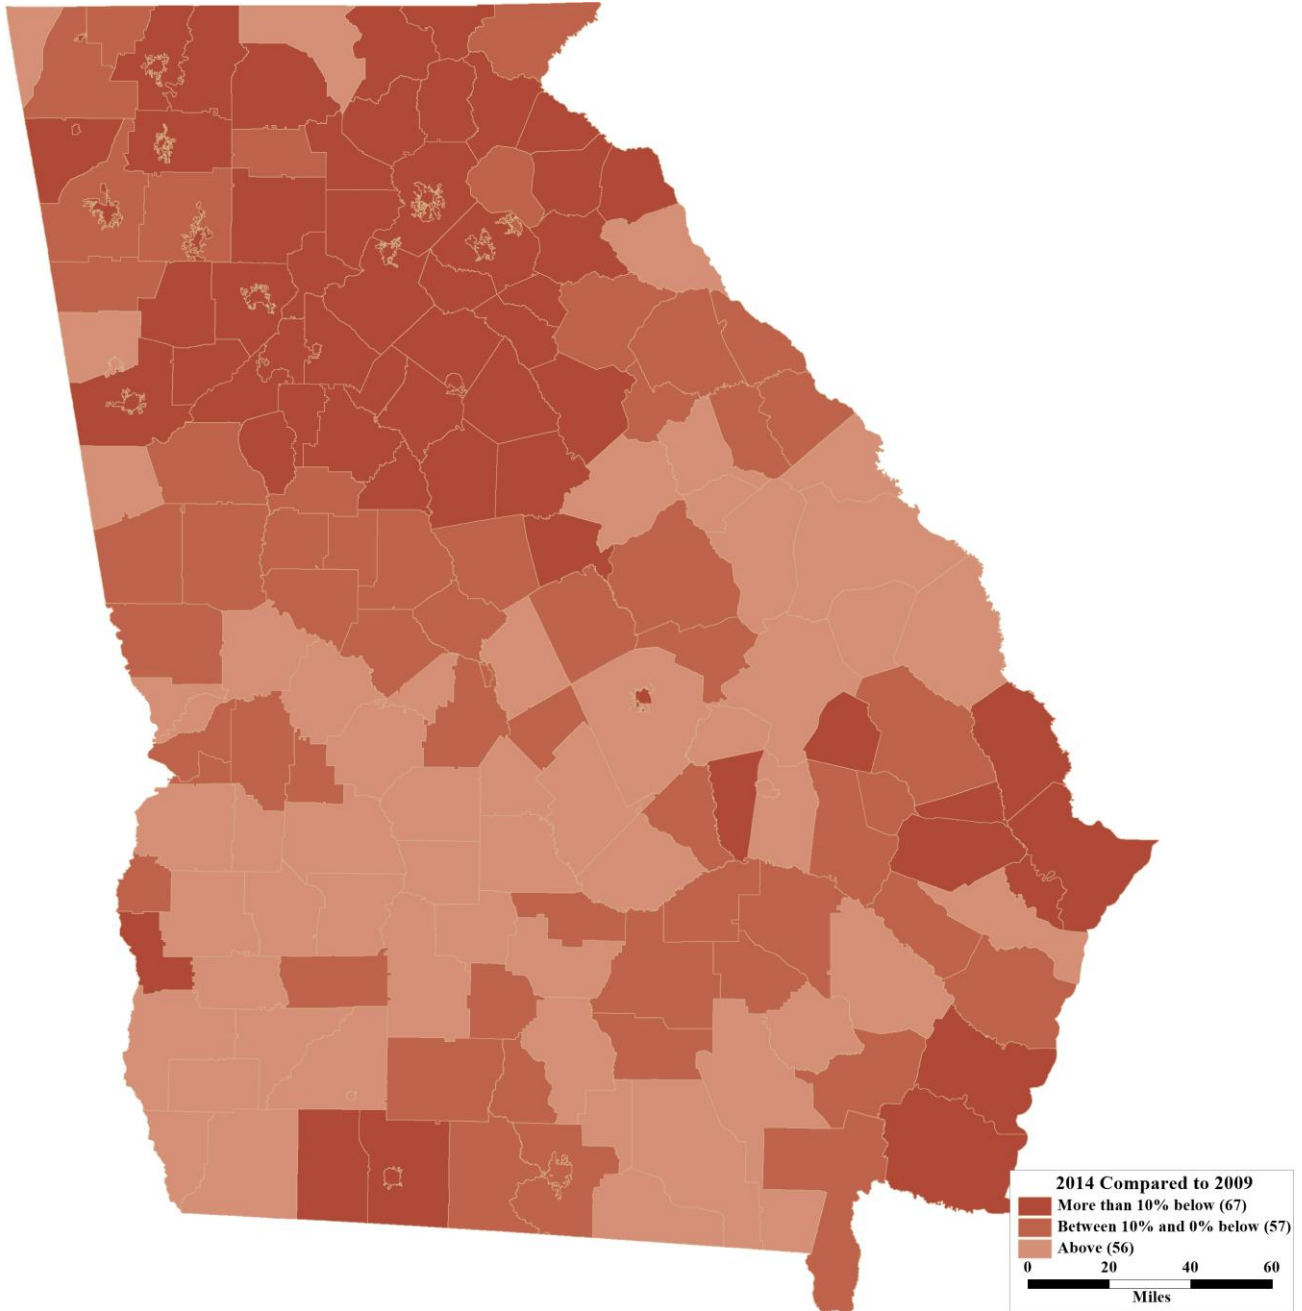 2014 Compared to 2009
More than 10% below (67)
Between 10% and 0% below (57)
Above (56)
0 20 40 60
Miles